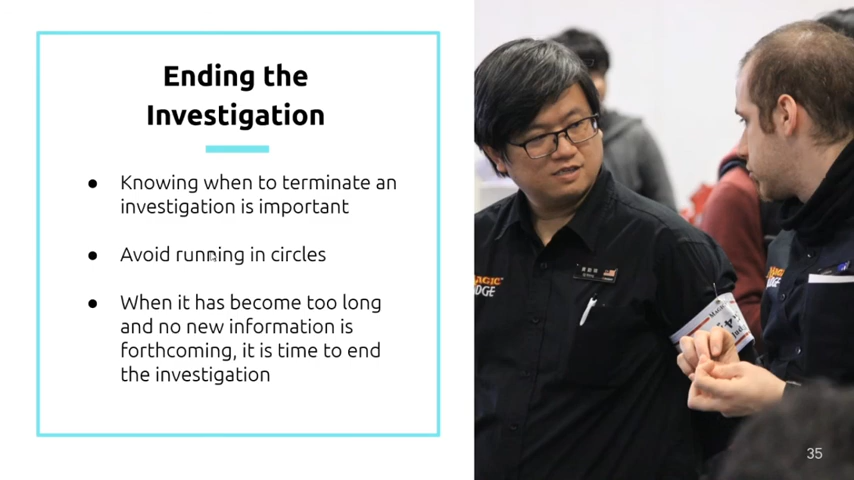 Ending the
Investigation
● Knowing when to terminate an
investigation is important
● Avoid running in circles
● When it has become too long
and no new information is
forthcoming, it is time to end
the investigation
35